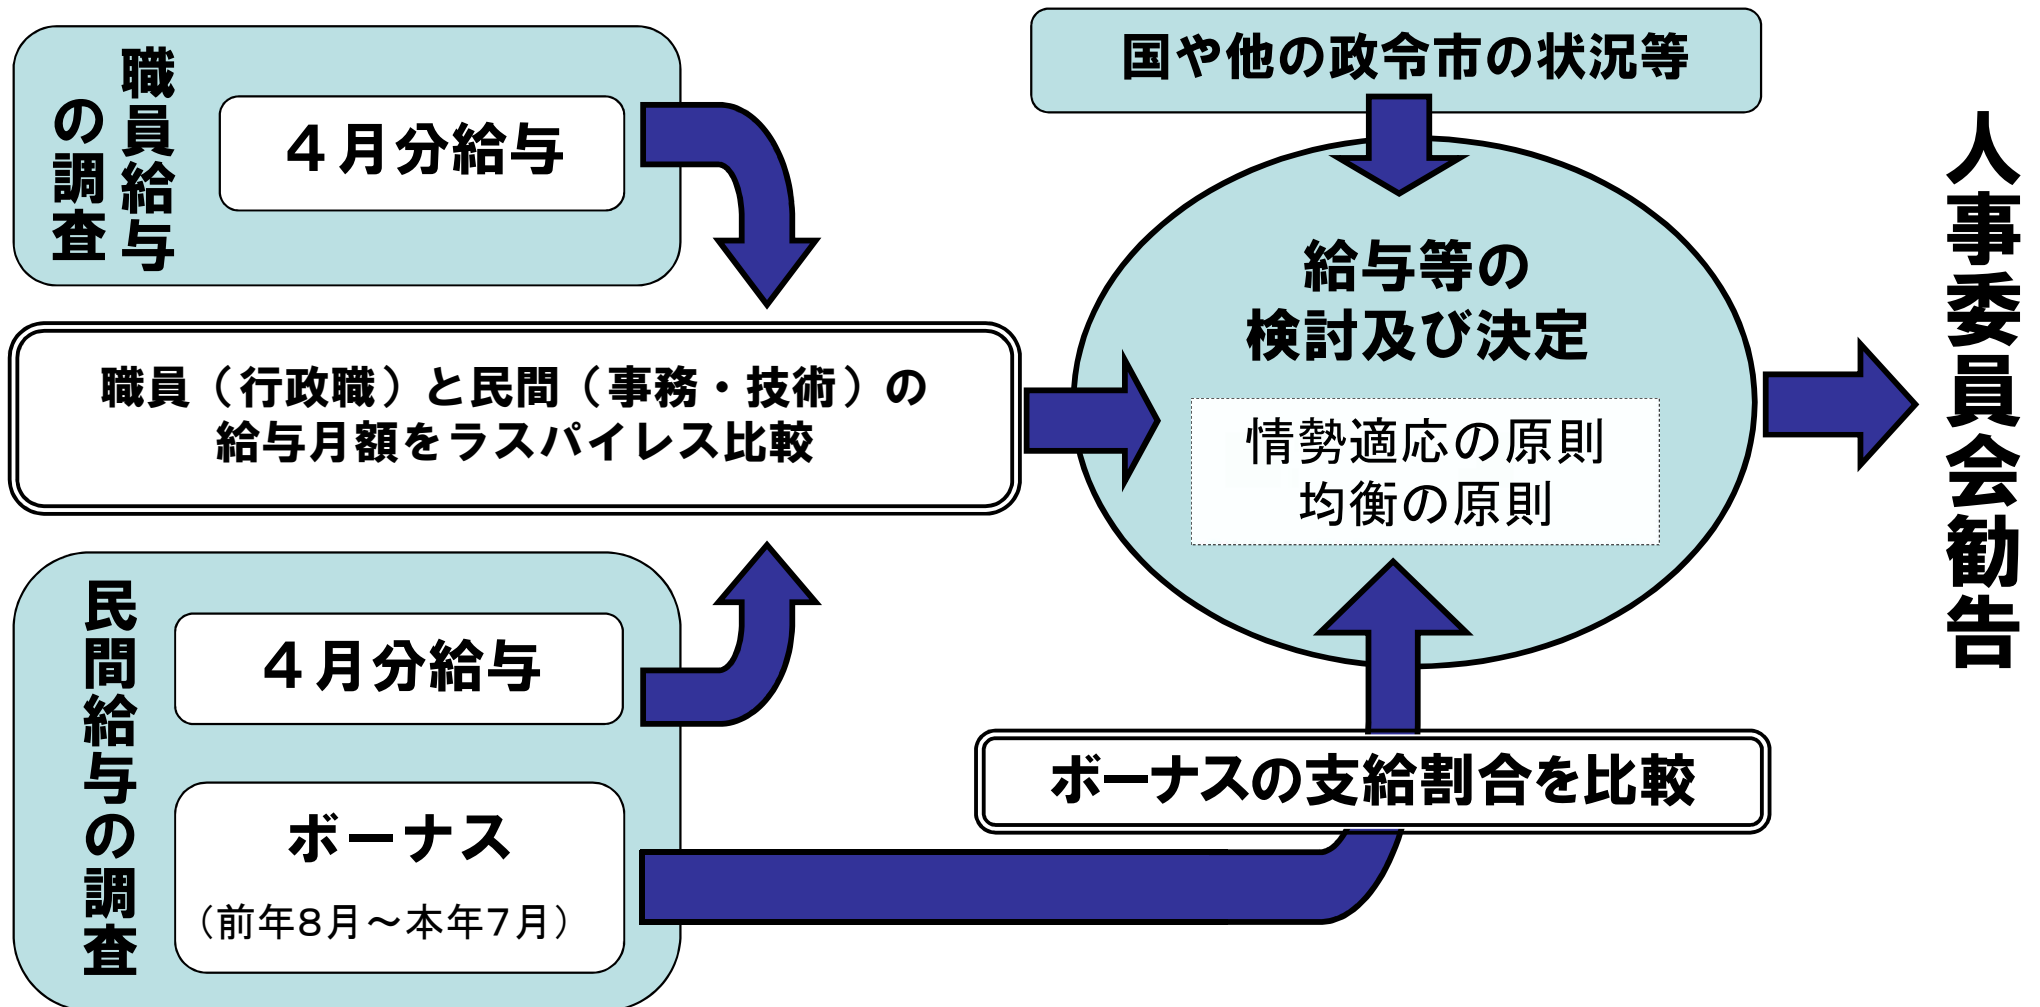 職員給与
の調査
４月分給与
国や他の政令市の状況等
職員（行政職）と民間（事務・技術）の
給与月額をラスパイレス比較
給与等の
検討及び決定
情勢適応の原則
均衡の原則
人事委員会勧告
民間給与の調査
４月分給与
ボーナス
（前年８月～本年７月）
ボーナスの支給割合を比較